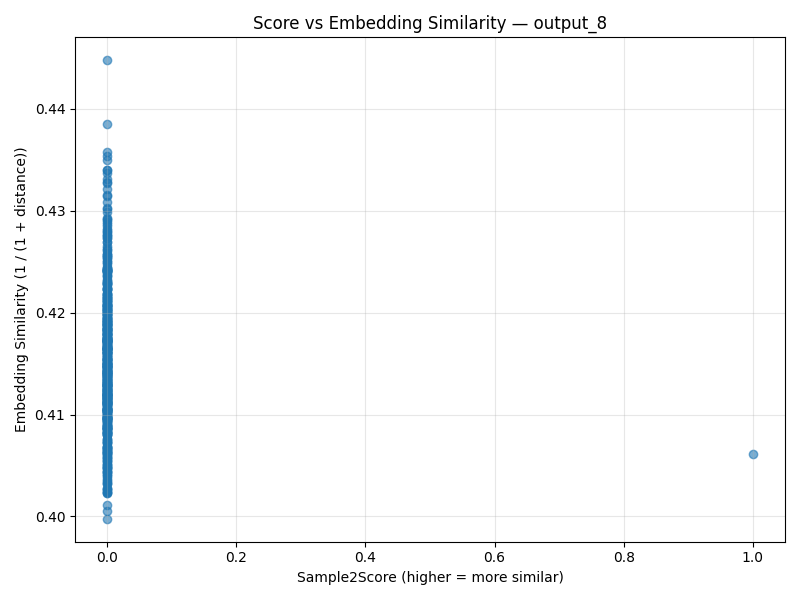 Score vs Embedding Similarity — output_8
Embedding Similarity (1 / (1 + distance))
0.44
0.43
0.42
0.41
0.40
0.0 0.2 0.4 0.6 0.8 1.0
Sample2Score (higher = more similar)